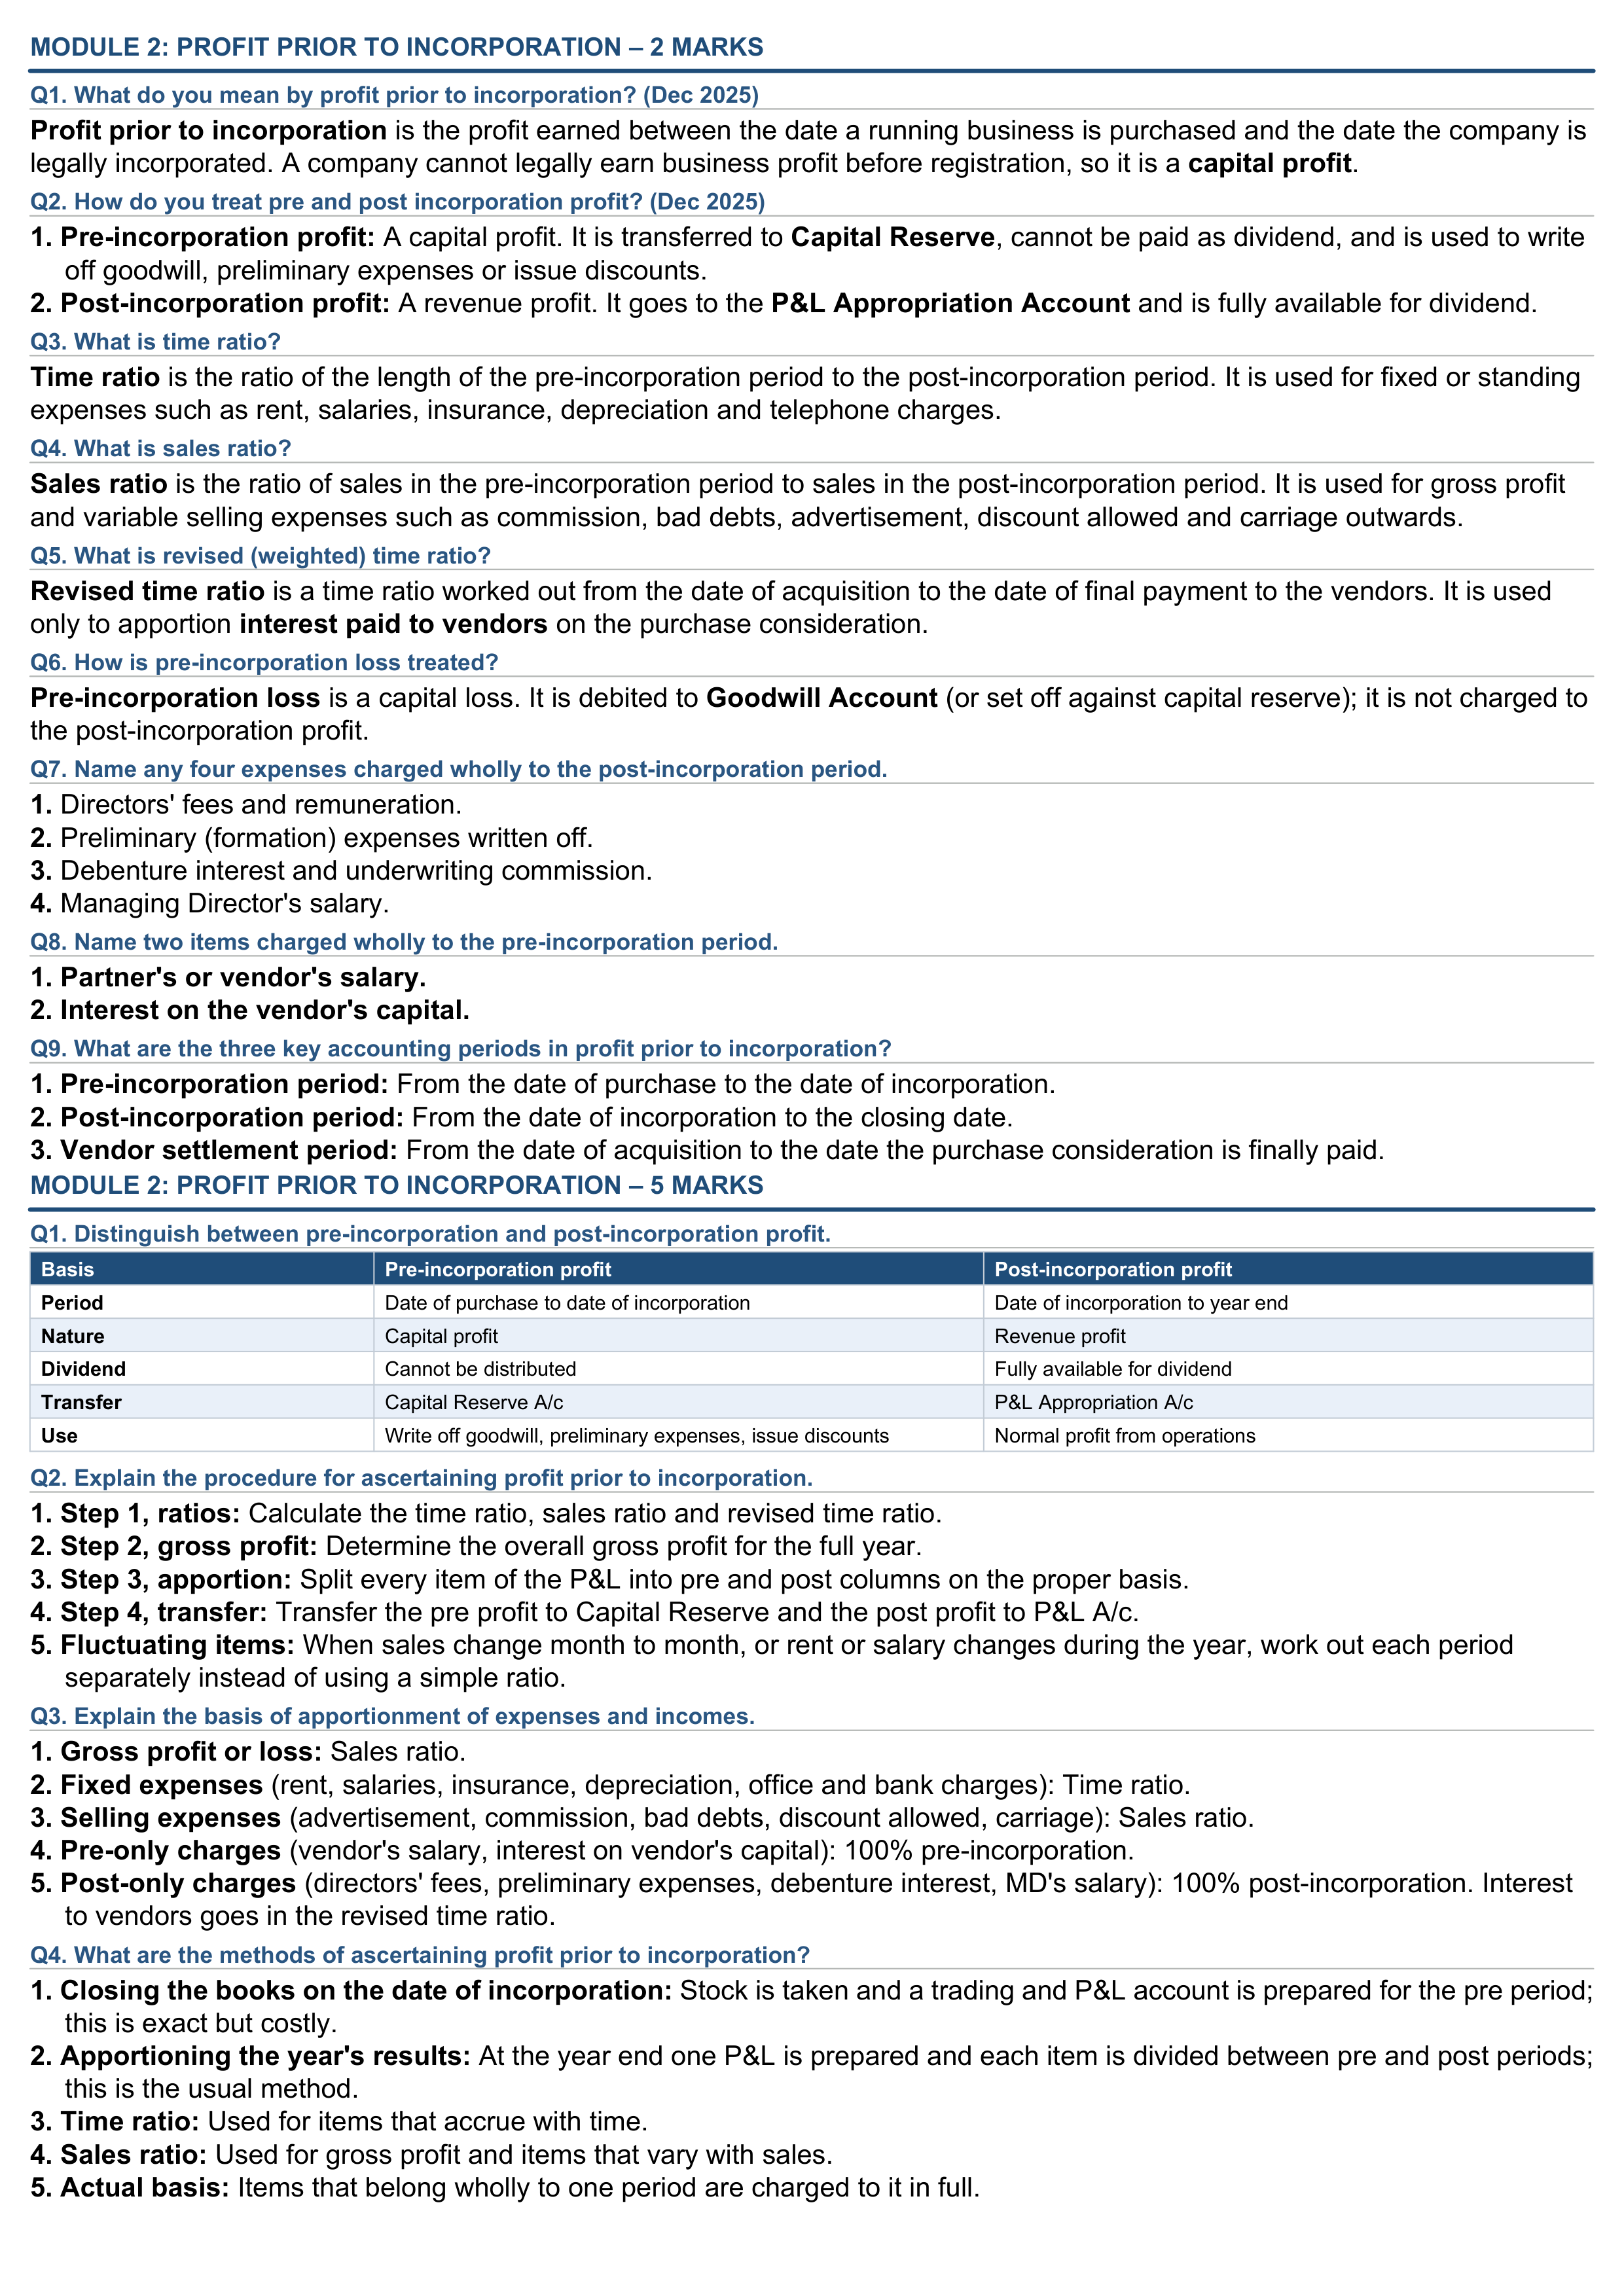 MODULE 2: PROFIT PRIOR TO INCORPORATION – 2 MARKS
Q1. What do you mean by profit prior to incorporation? (Dec 2025)
Profit prior to incorporation is the profit earned between the date a running business is purchased and the date the company is
legally incorporated. A company cannot legally earn business profit before registration, so it is a capital profit.
Q2. How do you treat pre and post incorporation profit? (Dec 2025)
1. Pre-incorporation profit: A capital profit. It is transferred to Capital Reserve, cannot be paid as dividend, and is used to write
off goodwill, preliminary expenses or issue discounts.
2. Post-incorporation profit: A revenue profit. It goes to the P&L Appropriation Account and is fully available for dividend.
Q3. What is time ratio?
Time ratio is the ratio of the length of the pre-incorporation period to the post-incorporation period. It is used for fixed or standing
expenses such as rent, salaries, insurance, depreciation and telephone charges.
Q4. What is sales ratio?
Sales ratio is the ratio of sales in the pre-incorporation period to sales in the post-incorporation period. It is used for gross profit
and variable selling expenses such as commission, bad debts, advertisement, discount allowed and carriage outwards.
Q5. What is revised (weighted) time ratio?
Revised time ratio is a time ratio worked out from the date of acquisition to the date of final payment to the vendors. It is used
only to apportion interest paid to vendors on the purchase consideration.
Q6. How is pre-incorporation loss treated?
Pre-incorporation loss is a capital loss. It is debited to Goodwill Account (or set off against capital reserve); it is not charged to
the post-incorporation profit.
Q7. Name any four expenses charged wholly to the post-incorporation period.
1. Directors' fees and remuneration.
2. Preliminary (formation) expenses written off.
3. Debenture interest and underwriting commission.
4. Managing Director's salary.
Q8. Name two items charged wholly to the pre-incorporation period.
1. Partner's or vendor's salary.
2. Interest on the vendor's capital.
Q9. What are the three key accounting periods in profit prior to incorporation?
1. Pre-incorporation period: From the date of purchase to the date of incorporation.
2. Post-incorporation period: From the date of incorporation to the closing date.
3. Vendor settlement period: From the date of acquisition to the date the purchase consideration is finally paid.
MODULE 2: PROFIT PRIOR TO INCORPORATION – 5 MARKS
Q1. Distinguish between pre-incorporation and post-incorporation profit.
Basis Pre-incorporation profit Post-incorporation profit
Period Date of purchase to date of incorporation Date of incorporation to year end
Nature Capital profit Revenue profit
Dividend Cannot be distributed Fully available for dividend
Transfer Capital Reserve A/c P&L Appropriation A/c
Use Write off goodwill, preliminary expenses, issue discounts Normal profit from operations
Q2. Explain the procedure for ascertaining profit prior to incorporation.
1. Step 1, ratios: Calculate the time ratio, sales ratio and revised time ratio.
2. Step 2, gross profit: Determine the overall gross profit for the full year.
3. Step 3, apportion: Split every item of the P&L into pre and post columns on the proper basis.
4. Step 4, transfer: Transfer the pre profit to Capital Reserve and the post profit to P&L A/c.
5. Fluctuating items: When sales change month to month, or rent or salary changes during the year, work out each period
separately instead of using a simple ratio.
Q3. Explain the basis of apportionment of expenses and incomes.
1. Gross profit or loss: Sales ratio.
2. Fixed expenses (rent, salaries, insurance, depreciation, office and bank charges): Time ratio.
3. Selling expenses (advertisement, commission, bad debts, discount allowed, carriage): Sales ratio.
4. Pre-only charges (vendor's salary, interest on vendor's capital): 100% pre-incorporation.
5. Post-only charges (directors' fees, preliminary expenses, debenture interest, MD's salary): 100% post-incorporation. Interest
to vendors goes in the revised time ratio.
Q4. What are the methods of ascertaining profit prior to incorporation?
1. Closing the books on the date of incorporation: Stock is taken and a trading and P&L account is prepared for the pre period;
this is exact but costly.
2. Apportioning the year's results: At the year end one P&L is prepared and each item is divided between pre and post periods;
this is the usual method.
3. Time ratio: Used for items that accrue with time.
4. Sales ratio: Used for gross profit and items that vary with sales.
5. Actual basis: Items that belong wholly to one period are charged to it in full.